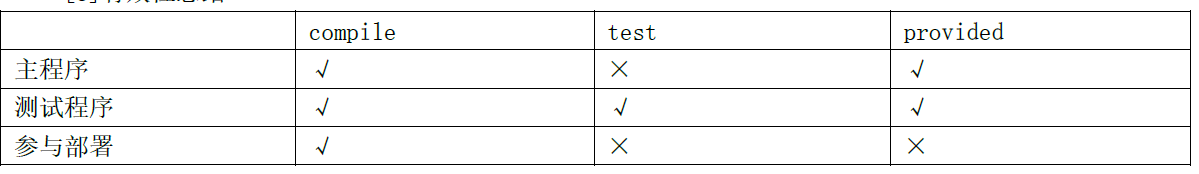 compile test provided
主程序 √ × √
测试程序 √ √ √
参与部署 √ × ×